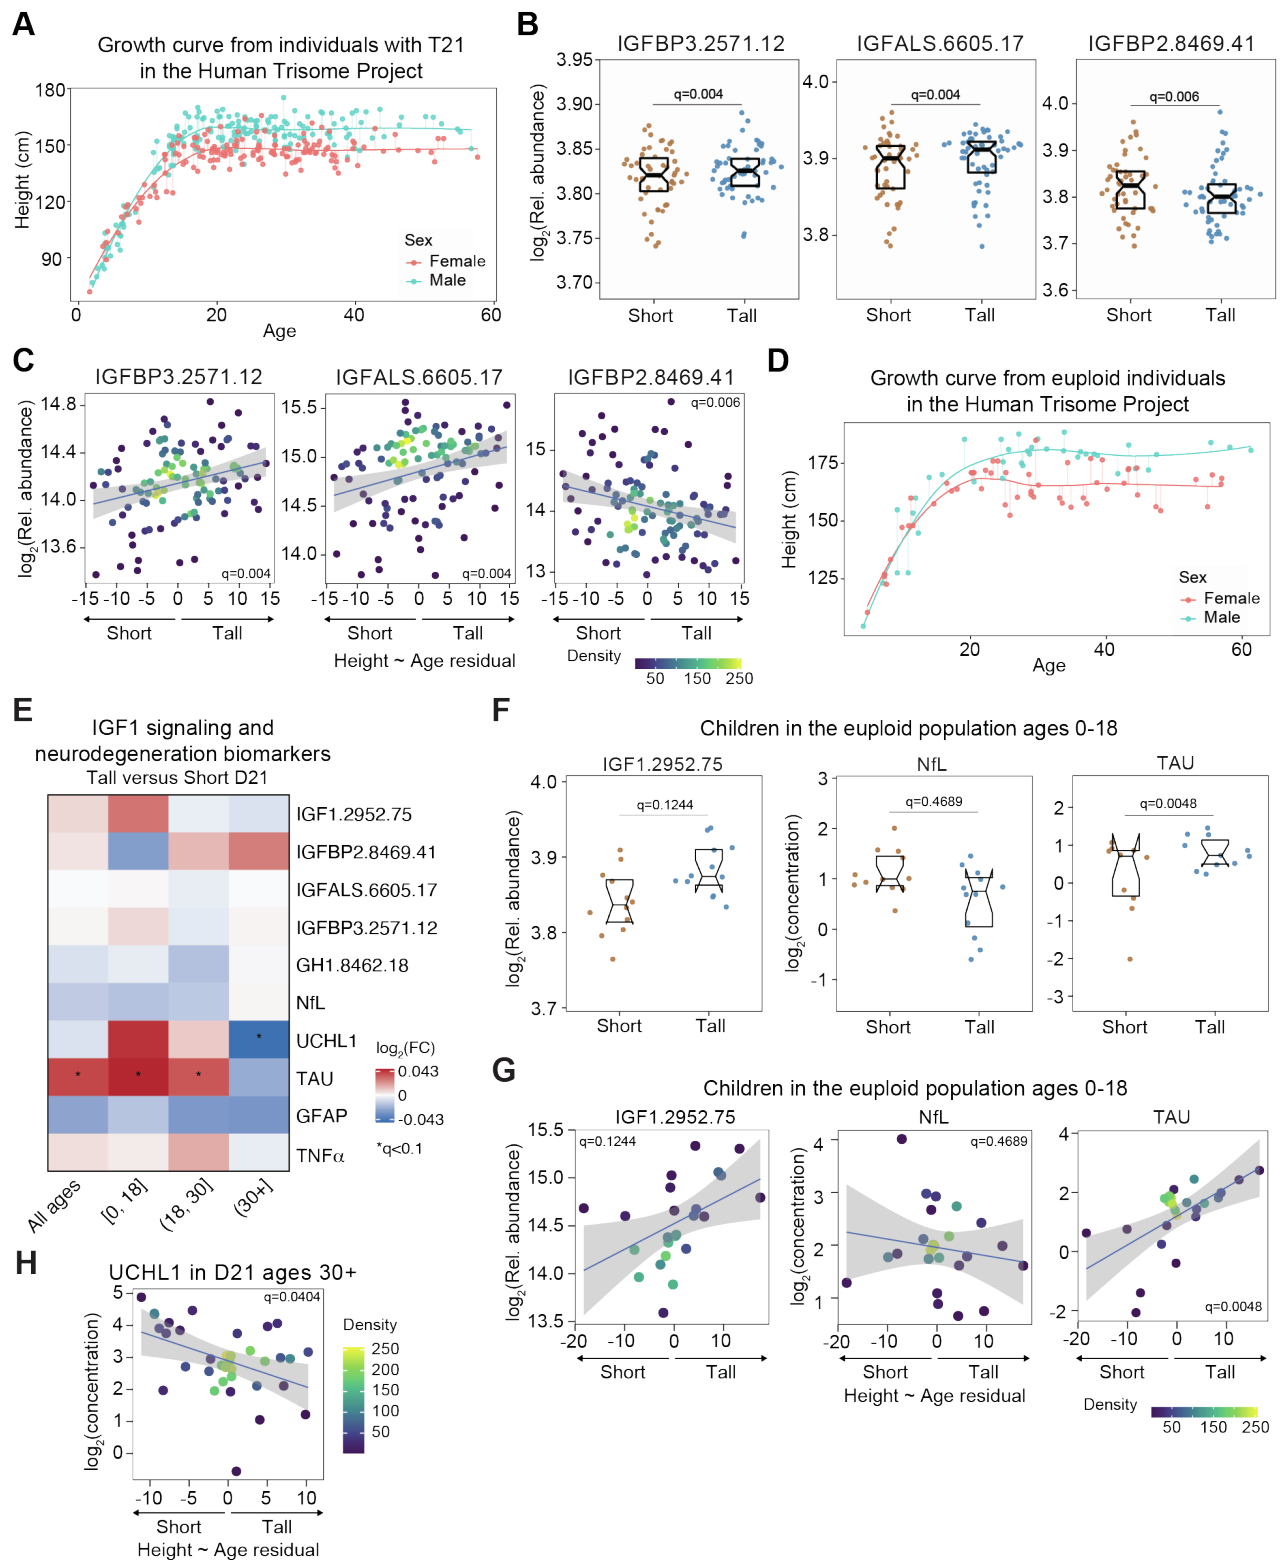 A
Growth curve from individuals with T21
in the Human Trisome Project
180
150
120
90
Height (cm)
Sex
Female
Male
0
20
40
60
Age
B
IGFBP3.2571.12
IGFALS.6605.17
IGFBP2.8469.41
log2(Rel. abundance)
3.95
3.90
3.85
3.80
3.75
3.70
q=0.004
Short
Tall
4.0
3.9
3.8
q=0.004
Short
Tall
4.0
3.9
3.8
3.7
3.6
q=0.006
Short
Tall
C
IGFBP3.2571.12
IGFALS.6605.17
IGFBP2.8469.41
log2(Rel. abundance)
14.8
14.4
14.0
13.6
q=0.004
-15 -10 -5 0 5 10 15
Short
Tall
15.5
15.0
14.5
14.0
q=0.004
-15 -10 -5 0 5 10 15
Short
Tall
15
14
13
q=0.006
-15 -10 -5 0 5 10 15
Short
Tall
Height ~ Age residual
Density
50 150 250
D
Growth curve from euploid individuals
in the Human Trisome Project
Height (cm)
175
150
125
Sex
Female
Male
20
40
60
Age
E
IGF1 signaling and
neurodegeneration biomarkers
Tall versus Short D21
IGF1.2952.75
IGFBP2.8469.41
IGFALS.6605.17
IGFBP3.2571.12
GH1.8462.18
NfL
UCHL1
*
TAU
* * *
GFAP
TNFα
All ages
[0, 18]
(18, 30]
(30+]
log2(FC)
0.043
0
-0.043
*q<0.1
F
Children in the euploid population ages 0-18
IGF1.2952.75
NfL
TAU
log2(Rel. abundance)
4.0
3.9
3.8
3.7
q=0.1244
Short
Tall
log2(concentration)
3
2
1
0
-1
q=0.4689
Short
Tall
2
1
0
-1
-2
-3
q=0.0048
Short
Tall
G
Children in the euploid population ages 0-18
IGF1.2952.75
NfL
TAU
log2(Rel. abundance)
15.5
15.0
14.5
14.0
13.5
q=0.1244
-20 -10 0 10
Short
Tall
log2(concentration)
4
3
2
1
q=0.4689
-20 -10 0 10
Short
Tall
4
2
0
-2
q=0.0048
-20 -10 0 10
Short
Tall
Height ~ Age residual
Density
50 150 250
H
UCHL1 in D21 ages 30+
log2(concentration)
5
4
3
2
1
0
q=0.0404
-10 -5 0 5 10
Short
Tall
Height ~ Age residual
Density
250
200
150
100
50